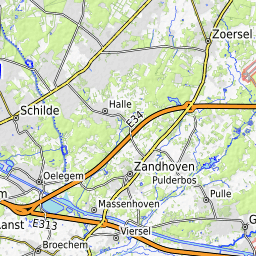 Zoersel
Halle
Schilde
E34
Zandhoven
Oelegem
Pulderbos
Pulle
Massenhoven
E313
Viersel
Broechem